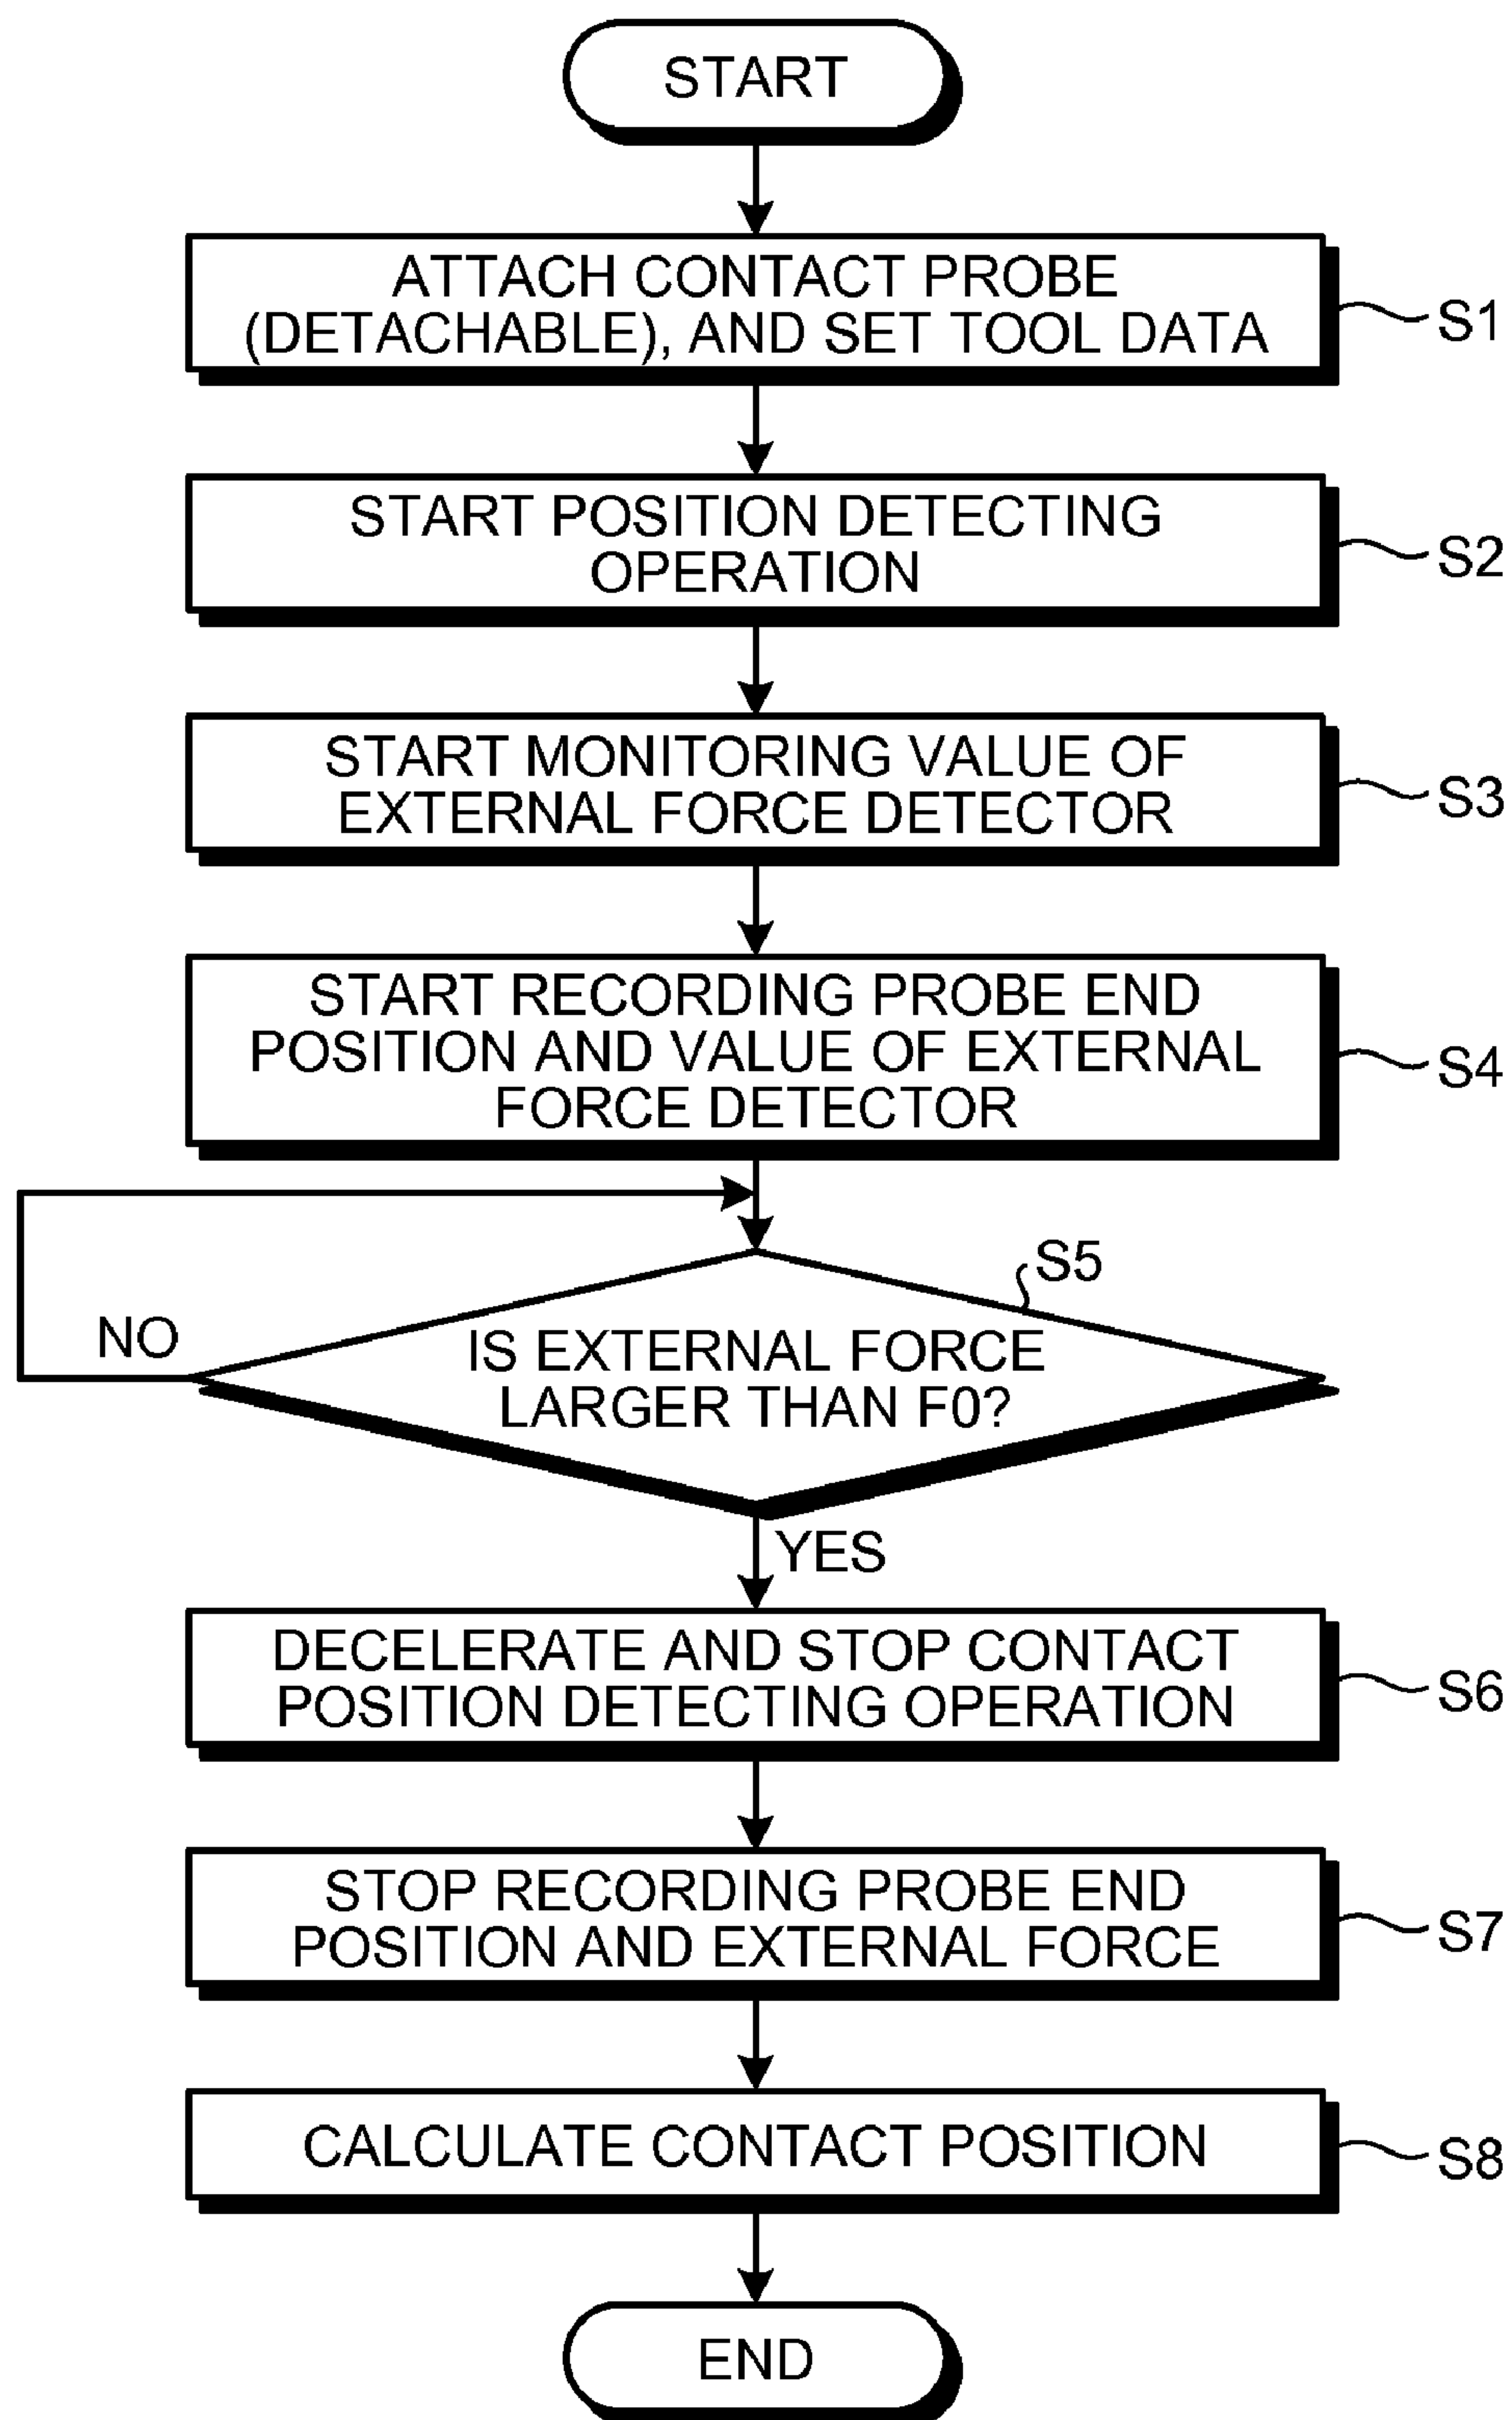 START
ATTACH CONTACT PROBE
(DETACHABLE), AND SET TOOL DATA
S1
START POSITION DETECTING
OPERATION
S2
START MONITORING VALUE OF
EXTERNAL FORCE DETECTOR
S3
START RECORDING PROBE END
POSITION AND VALUE OF EXTERNAL
FORCE DETECTOR
S4
S5
NO
IS EXTERNAL FORCE
LARGER THAN F0?
YES
DECELERATE AND STOP CONTACT
POSITION DETECTING OPERATION
S6
STOP RECORDING PROBE END
POSITION AND EXTERNAL FORCE
S7
CALCULATE CONTACT POSITION
S8
END